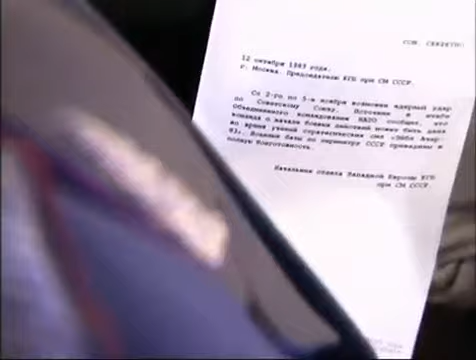 СОВ. СЕКРЕТНО
12 октября 1983 года.
г. Москва. Председателю КГБ при СМ СССР.
Со 2-го по 5-е ноября возможен ядерный удар
по Советскому Союзу. Источник в штабе
Объединенного командования НАТО сообщил, что
команда о начале боевых действий может быть дана
во время учений стратегических сил
83». Военные базы по периметру СССР приведены в
полную боеготовность.
Начальник отдела Западной Европы КГБ
при СМ СССР.